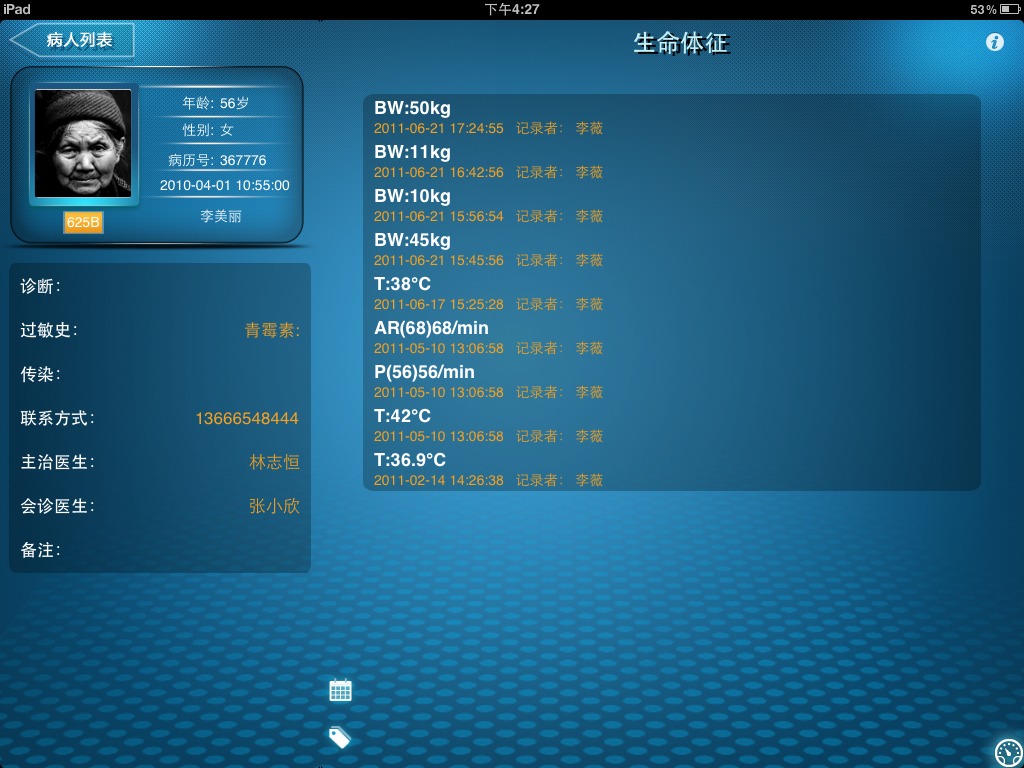 iPad
下午4:27
53%
病人列表
生命体征
年龄: 56岁
性别: 女
病历号: 367776
2010-04-01 10:55:00
625B
李美丽
诊断:
过敏史: 青霉素:
传染:
联系方式: 13666548444
主治医生: 林志恒
会诊医生: 张小欣
备注:
BW:50kg
2011-06-21 17:24:55 记录者: 李薇
BW:11kg
2011-06-21 16:42:56 记录者: 李薇
BW:10kg
2011-06-21 15:56:54 记录者: 李薇
BW:45kg
2011-06-21 15:45:56 记录者: 李薇
T:38°C
2011-06-17 15:25:28 记录者: 李薇
AR(68)68/min
2011-05-10 13:06:58 记录者: 李薇
P(56)56/min
2011-05-10 13:06:58 记录者: 李薇
T:42°C
2011-05-10 13:06:58 记录者: 李薇
T:36.9°C
2011-02-14 14:26:38 记录者: 李薇